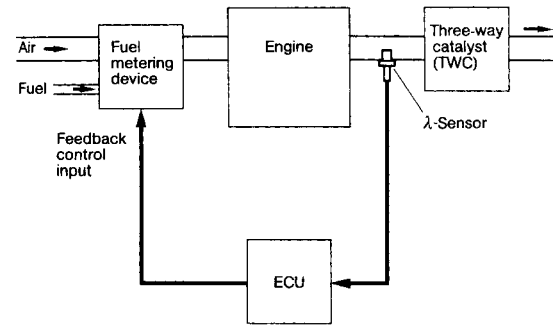 Air
Fuel
Fuel
metering
device
Engine
Three-way
catalyst
(TWC)
λ-Sensor
Feedback
control
input
ECU